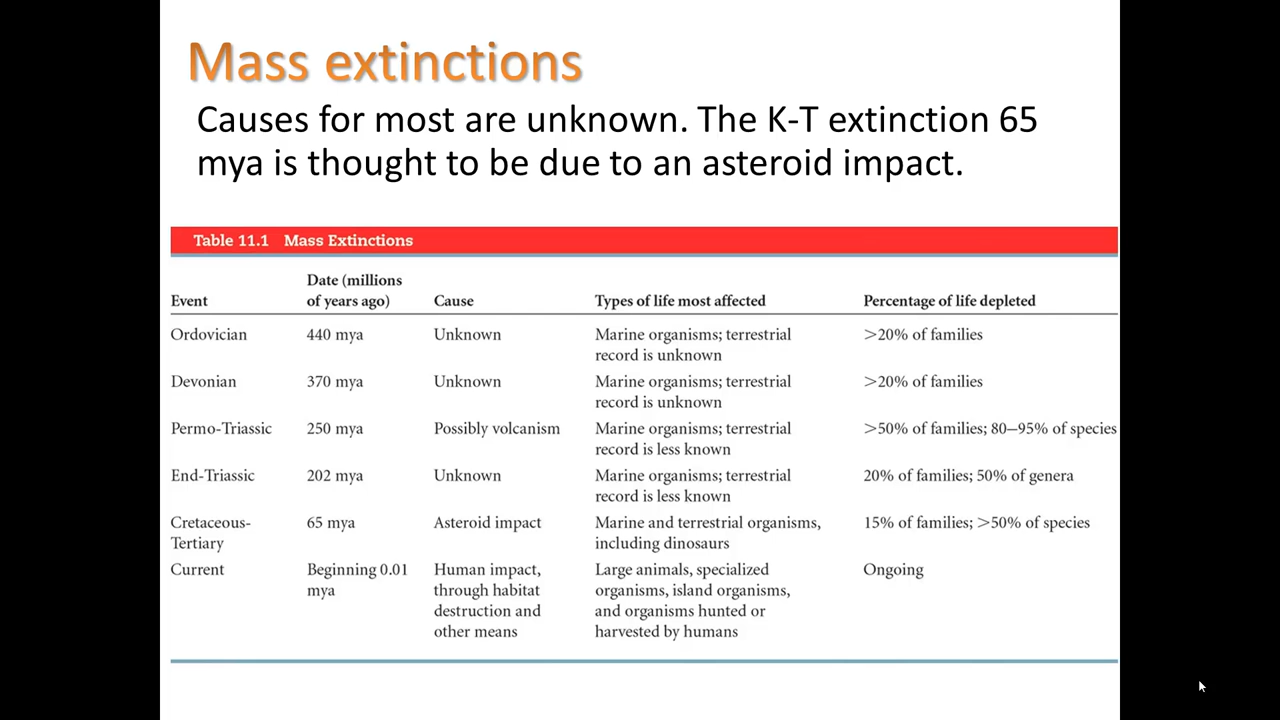 Mass extinctions
Causes for most are unknown. The K-T extinction 65
mya is thought to be due to an asteroid impact.
Table 11.1 Mass Extinctions
Event Date (millions of years ago) Cause Types of life most affected Percentage of life depleted
Ordovician 440 mya Unknown Marine organisms; terrestrial >20% of families
record is unknown
Devonian 370 mya Unknown Marine organisms; terrestrial >20% of families
record is unknown
Permo-Triassic 250 mya Possibly volcanism Marine organisms; terrestrial >50% of families; 80–95% of species
record is less known
End-Triassic 202 mya Unknown Marine organisms; terrestrial 20% of families; 50% of genera
record is less known
Cretaceous- 65 mya Asteroid impact Marine and terrestrial organisms, 15% of families; >50% of species
Tertiary including dinosaurs
Current Beginning 0.01 Human impact, Large animals, specialized Ongoing
mya through habitat organisms, island organisms,
destruction and and organisms hunted or
other means harvested by humans